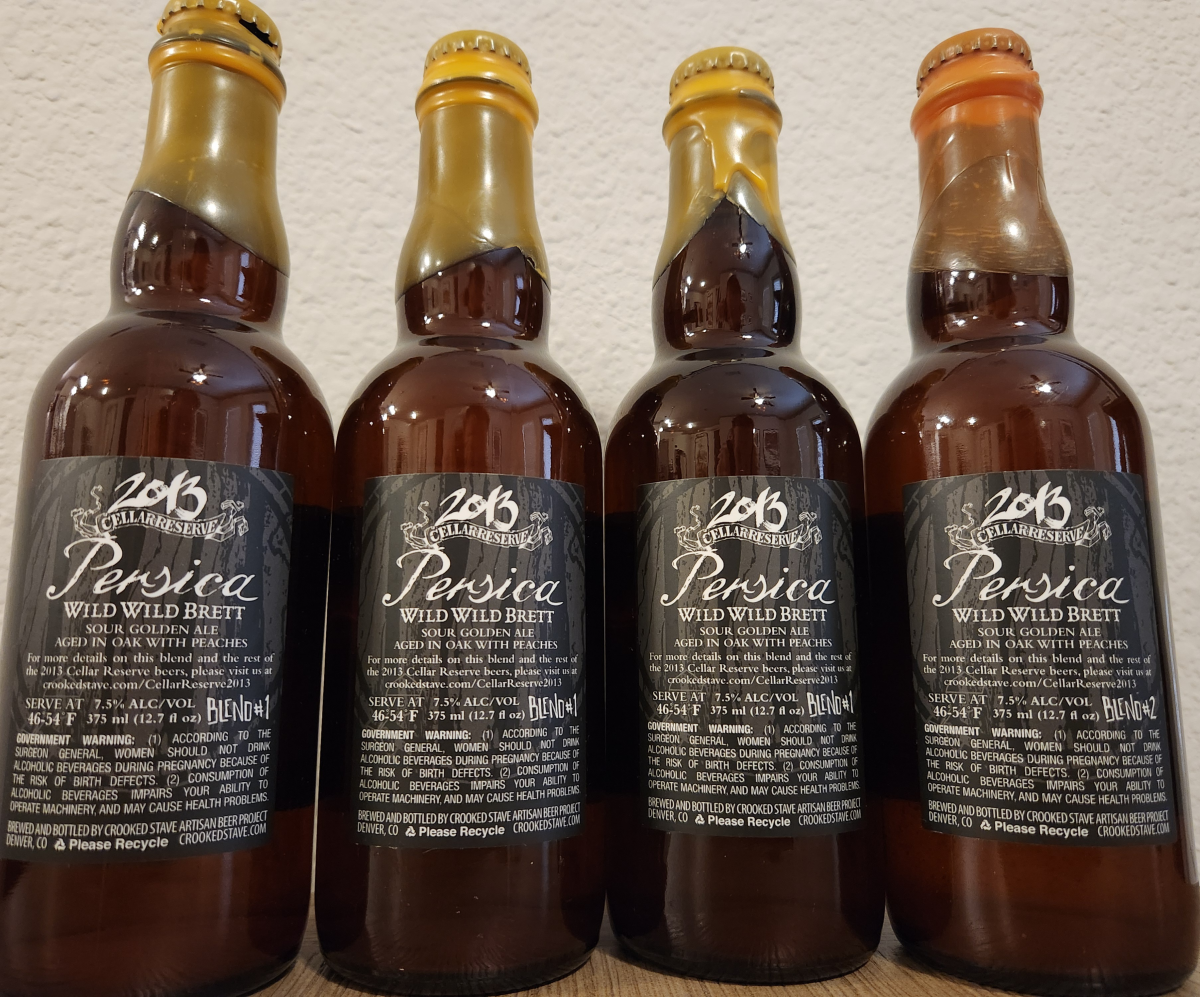 2013
CELLAR RESERVE
Persica
WILD WILD BRETT
SOUR GOLDEN ALE
AGED IN OAK WITH PEACHES
For more details on this blend and the rest of
the 2013 Cellar Reserve beers, please visit us at
crookedstave.com/CellarReserve2013
SERVE AT 7.5% ALC/VOL BLEND #1
46-54°F 375 ml (12.7 fl oz)
GOVERNMENT WARNING: (1) ACCORDING TO THE
SURGEON GENERAL, WOMEN SHOULD NOT DRINK
ALCOHOLIC BEVERAGES DURING PREGNANCY BECAUSE OF
THE RISK OF BIRTH DEFECTS. (2) CONSUMPTION OF
ALCOHOLIC BEVERAGES IMPAIRS YOUR ABILITY TO
OPERATE MACHINERY, AND MAY CAUSE HEALTH PROBLEMS.
BREWED AND BOTTLED BY CROOKED STAVE ARTISAN BEER PROJECT
DENVER, CO Please Recycle CROOKEDSTAVE.COM
2013
CELLAR RESERVE
Persica
WILD WILD BRETT
SOUR GOLDEN ALE
AGED IN OAK WITH PEACHES
For more details on this blend and the rest of
the 2013 Cellar Reserve beers, please visit us at
crookedstave.com/CellarReserve2013
SERVE AT 7.5% ALC/VOL BLEND #1
46-54°F 375 ml (12.7 fl oz)
GOVERNMENT WARNING: (1) ACCORDING TO THE
SURGEON GENERAL, WOMEN SHOULD NOT DRINK
ALCOHOLIC BEVERAGES DURING PREGNANCY BECAUSE OF
THE RISK OF BIRTH DEFECTS. (2) CONSUMPTION OF
ALCOHOLIC BEVERAGES IMPAIRS YOUR ABILITY TO
OPERATE MACHINERY, AND MAY CAUSE HEALTH PROBLEMS.
BREWED AND BOTTLED BY CROOKED STAVE ARTISAN BEER PROJECT
DENVER, CO Please Recycle CROOKEDSTAVE.COM
2013
CELLAR RESERVE
Persica
WILD WILD BRETT
SOUR GOLDEN ALE
AGED IN OAK WITH PEACHES
For more details on this blend and the rest of
the 2013 Cellar Reserve beers, please visit us at
crookedstave.com/CellarReserve2013
SERVE AT 7.5% ALC/VOL BLEND #1
46-54°F 375 ml (12.7 fl oz)
GOVERNMENT WARNING: (1) ACCORDING TO THE
SURGEON GENERAL, WOMEN SHOULD NOT DRINK
ALCOHOLIC BEVERAGES DURING PREGNANCY BECAUSE OF
THE RISK OF BIRTH DEFECTS. (2) CONSUMPTION OF
ALCOHOLIC BEVERAGES IMPAIRS YOUR ABILITY TO
OPERATE MACHINERY, AND MAY CAUSE HEALTH PROBLEMS.
BREWED AND BOTTLED BY CROOKED STAVE ARTISAN BEER PROJECT
DENVER, CO Please Recycle CROOKEDSTAVE.COM
2013
CELLAR RESERVE
Persica
WILD WILD BRETT
SOUR GOLDEN ALE
AGED IN OAK WITH PEACHES
For more details on this blend and the rest of
the 2013 Cellar Reserve beers, please visit us at
crookedstave.com/CellarReserve2013
SERVE AT 7.5% ALC/VOL BLEND #2
46-54°F 375 ml (12.7 fl oz)
GOVERNMENT WARNING: (1) ACCORDING TO THE
SURGEON GENERAL, WOMEN SHOULD NOT DRINK
ALCOHOLIC BEVERAGES DURING PREGNANCY BECAUSE OF
THE RISK OF BIRTH DEFECTS. (2) CONSUMPTION OF
ALCOHOLIC BEVERAGES IMPAIRS YOUR ABILITY TO
OPERATE MACHINERY, AND MAY CAUSE HEALTH PROBLEMS.
BREWED AND BOTTLED BY CROOKED STAVE ARTISAN BEER PROJECT
DENVER, CO Please Recycle CROOKEDSTAVE.COM